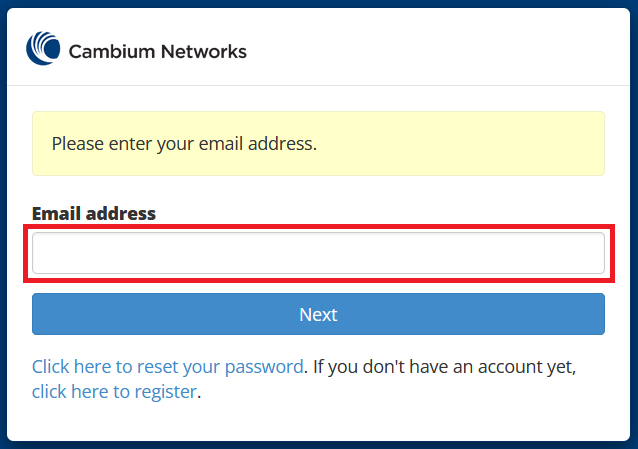 Cambium Networks
Please enter your email address.
Email address
Next
Click here to reset your password. If you don't have an account yet,
click here to register.